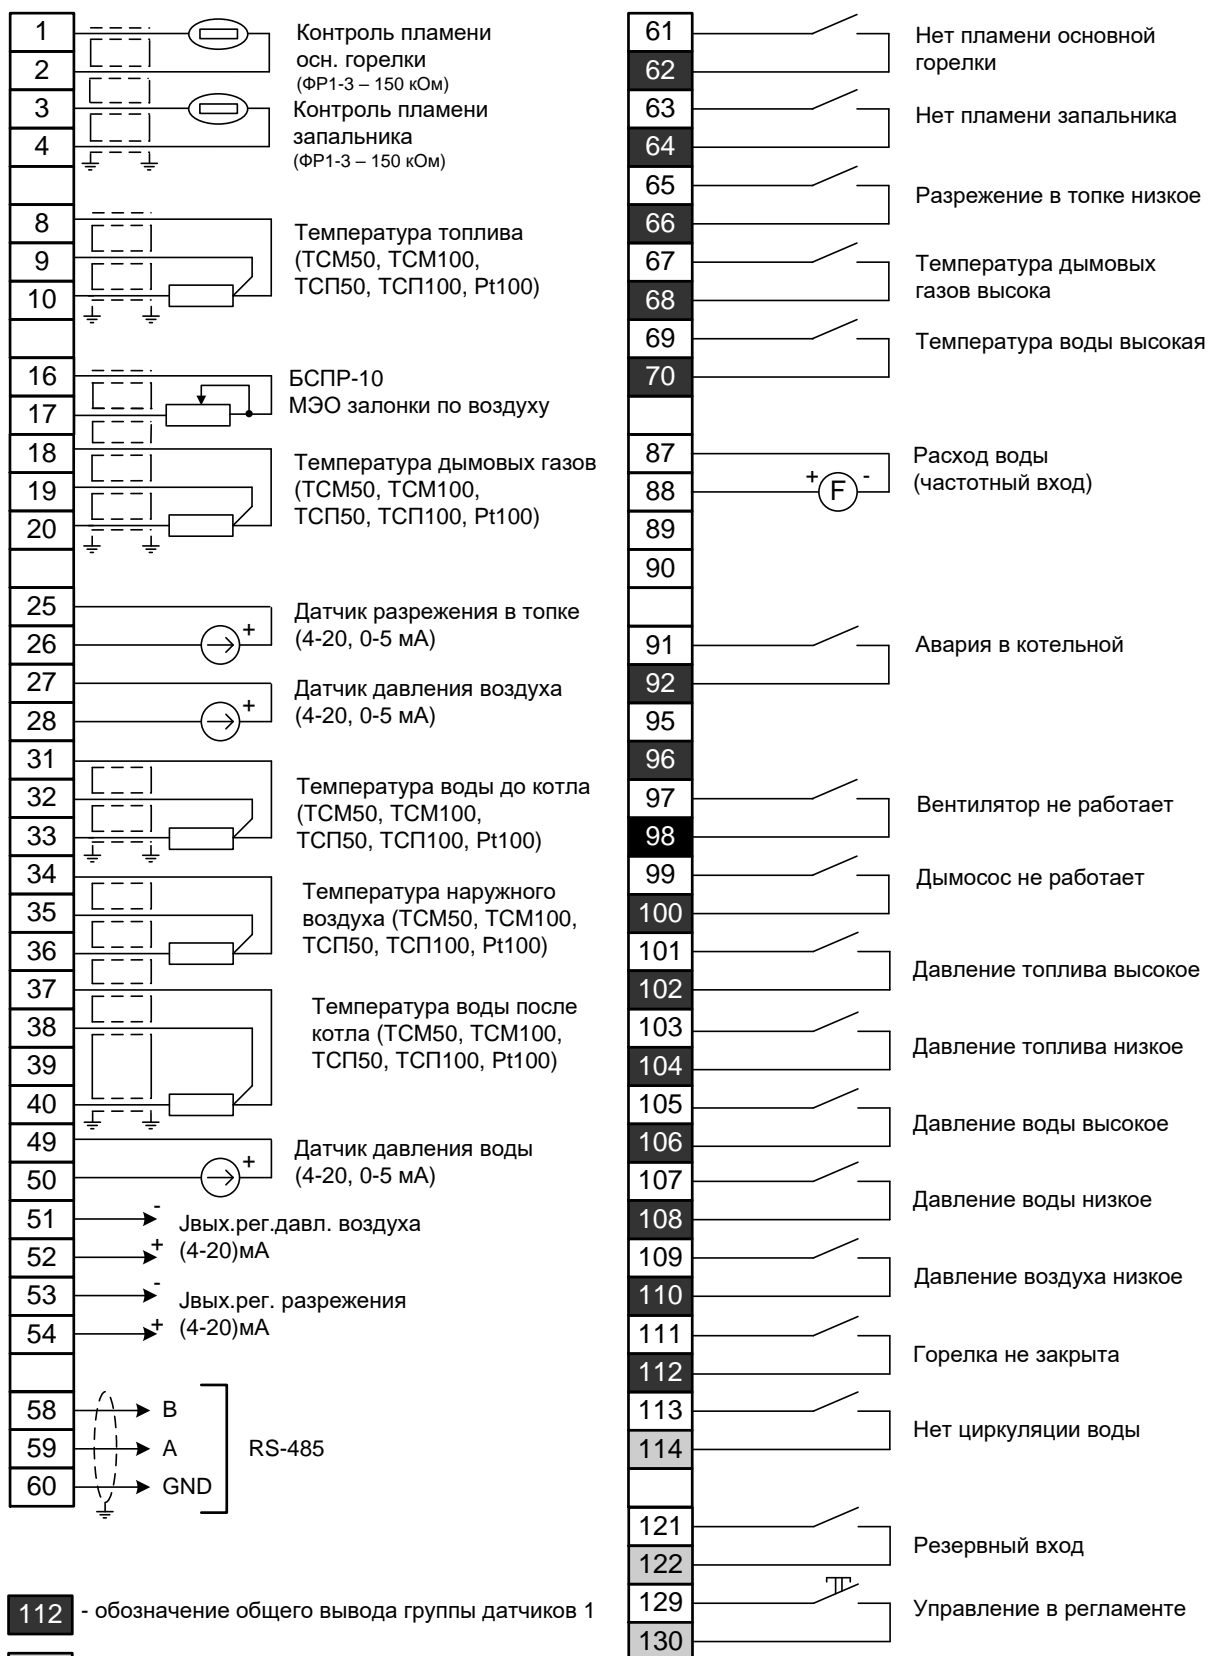 1
2
3
4
Контроль пламени
осн. горелки
(ФР1-3 – 150 кОм)
Контроль пламени
запальника
(ФР1-3 – 150 кОм)
8
9
10
Температура топлива
(ТСМ50, ТСМ100,
ТСП50, ТСП100, Pt100)
16
17
БСПР-10
МЭО залонки по воздуху
18
19
20
Температура дымовых газов
(ТСМ50, ТСМ100,
ТСП50, ТСП100, Pt100)
25
26
+
Датчик разрежения в топке
(4-20, 0-5 мА)
27
28
+
Датчик давления воздуха
(4-20, 0-5 мА)
31
32
33
Температура воды до котла
(ТСМ50, ТСМ100,
ТСП50, ТСП100, Pt100)
34
35
36
Температура наружного
воздуха (ТСМ50, ТСМ100,
ТСП50, ТСП100, Pt100)
37
38
39
40
Температура воды после
котла (ТСМ50, ТСМ100,
ТСП50, ТСП100, Pt100)
49
50
+
Датчик давления воды
(4-20, 0-5 мА)
51
52
-
+
Jвых.рег.давл. воздуха
(4-20)мА
53
54
-
+
Jвых.рег. разрежения
(4-20)мА
58
59
60
B
A
GND
RS-485
112 - обозначение общего вывода группы датчиков 1
61
62
Нет пламени основной
горелки
63
64
Нет пламени запальника
65
66
Разрежение в топке низкое
67
68
Температура дымовых
газов высока
69
70
Температура воды высокая
87
88
+ F -
Расход воды
(частотный вход)
89
90
91
92
Авария в котельной
95
96
97
98
Вентилятор не работает
99
100
Дымосос не работает
101
102
Давление топлива высокое
103
104
Давление топлива низкое
105
106
Давление воды высокое
107
108
Давление воды низкое
109
110
Давление воздуха низкое
111
112
Горелка не закрыта
113
114
Нет циркуляции воды
121
122
Резервный вход
129
130
Управление в регламенте